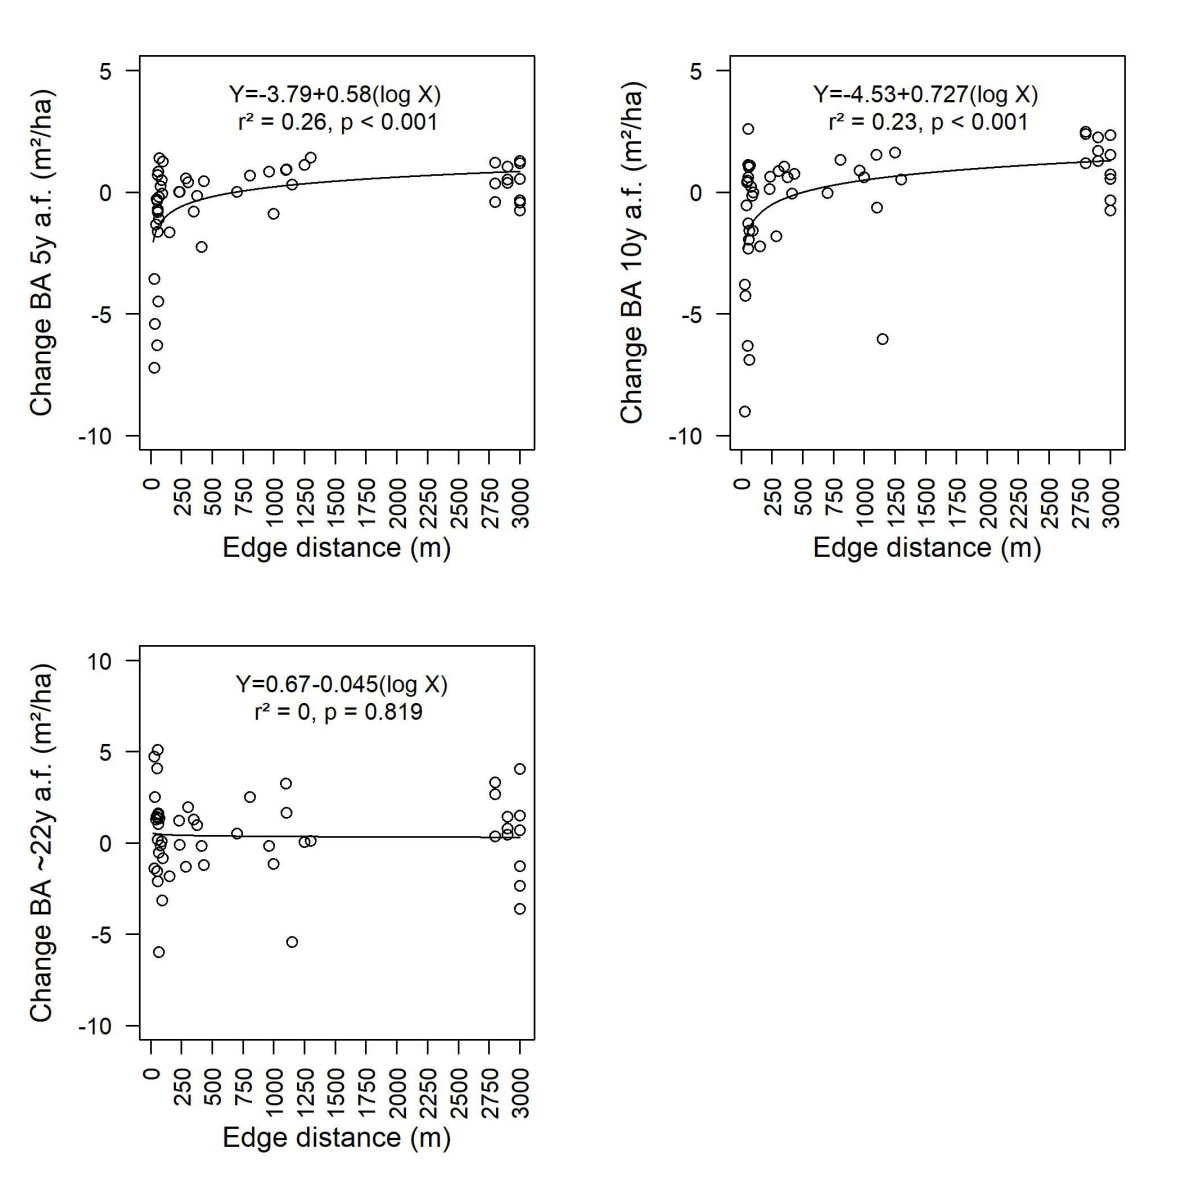 Y=-3.79+0.58(log X)
r² = 0.26, p < 0.001
Change BA 5y a.f. (m²/ha)
5
0
-5
-10
0 250 500 750 1000 1250 1500 1750 2000 2250 2500 2750 3000
Edge distance (m)
Y=-4.53+0.727(log X)
r² = 0.23, p < 0.001
Change BA 10y a.f. (m²/ha)
5
0
-5
-10
0 250 500 750 1000 1250 1500 1750 2000 2250 2500 2750 3000
Edge distance (m)
Y=0.67-0.045(log X)
r² = 0, p = 0.819
Change BA ~22y a.f. (m²/ha)
10
5
0
-5
-10
0 250 500 750 1000 1250 1500 1750 2000 2250 2500 2750 3000
Edge distance (m)